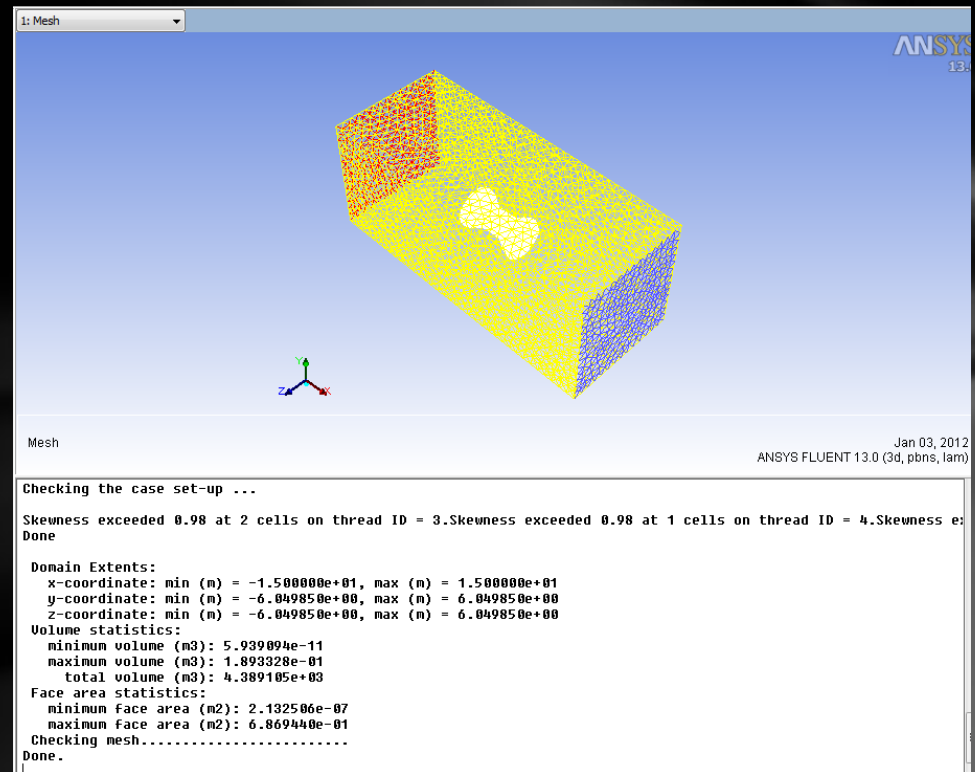 1: Mesh
ANSYS
13.
Y
Z
X
Mesh
Jan 03, 2012
ANSYS FLUENT 13.0 (3d, pbns, lam)
Checking the case set-up ...
Skewness exceeded 0.98 at 2 cells on thread ID = 3.Skewness exceeded 0.98 at 1 cells on thread ID = 4.Skewness e
Done
Domain Extents:
x-coordinate: min (m) = -1.500000e+01, max (m) = 1.500000e+01
y-coordinate: min (m) = -6.049850e+00, max (m) = 6.049850e+00
z-coordinate: min (m) = -6.049850e+00, max (m) = 6.049850e+00
Volume statistics:
minimum volume (m3): 5.939094e-11
maximum volume (m3): 1.893328e-01
total volume (m3): 4.389105e+03
Face area statistics:
minimum face area (m2): 2.132506e-07
maximum face area (m2): 6.869440e-01
Checking mesh.........................
Done.